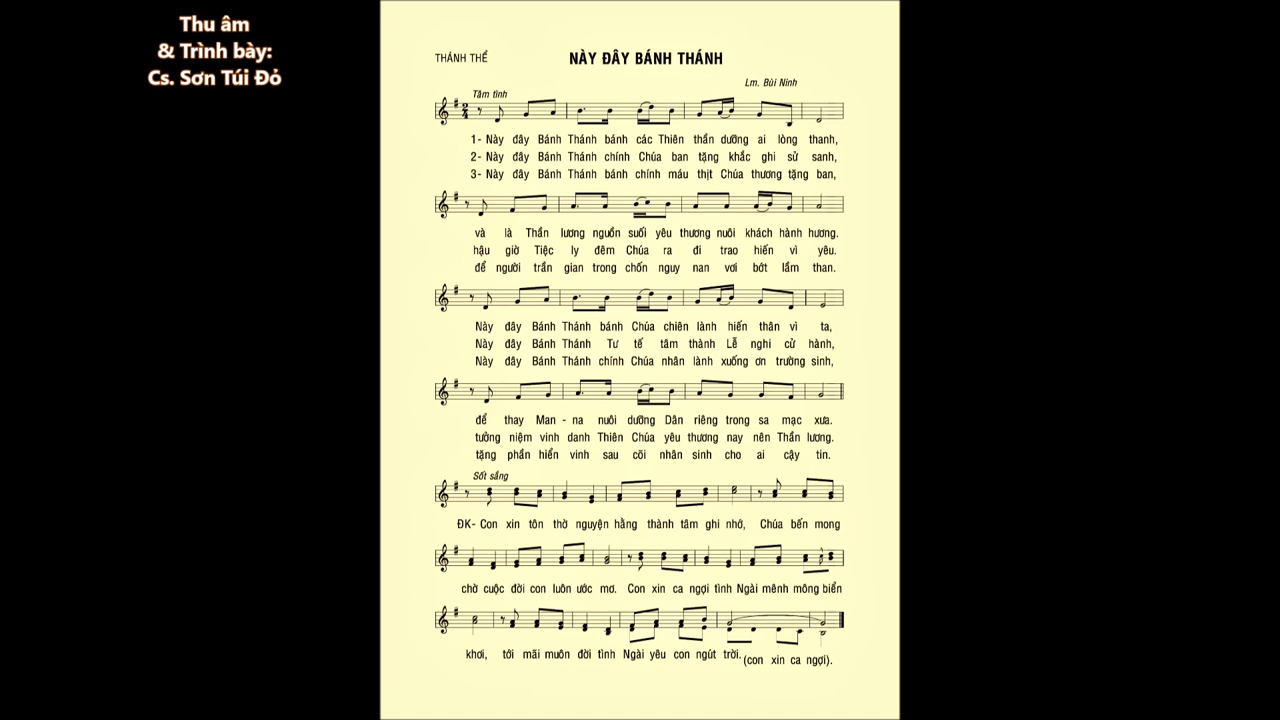 Thu âm
& Trình bày:
Cs. Sơn Túi Đỏ
THÁNH THỂ
NÀY ĐÂY BÁNH THÁNH
Lm. Bùi Ninh
Tâm tình
1- Này đây Bánh Thánh bánh các Thiên thần dưỡng ai lòng thanh,
2- Này đây Bánh Thánh chính Chúa ban tặng khắc ghi sử sanh,
3- Này đây Bánh Thánh bánh chính máu thịt Chúa thương tặng ban,
và là Thần lương nguồn suối yêu thương nuôi khách hành hương.
hậu giờ Tiệc ly đêm Chúa ra đi trao hiến vì yêu.
để người trần gian trong chốn nguy nan vơi bớt lầm than.
Này đây Bánh Thánh bánh Chúa chiên lành hiến thân vì ta,
Này đây Bánh Thánh Tư tế tâm thành Lễ nghi cử hành,
Này đây Bánh Thánh chính Chúa nhân lành xuống ơn trường sinh,
để thay Man - na nuôi dưỡng Dân riêng trong sa mạc xưa.
tưởng niệm vinh danh Thiên Chúa yêu thương nay nên Thần lương.
tặng phần hiển vinh sau cõi nhân sinh cho ai cậy tin.
Sốt sắng
ĐK- Con xin tôn thờ nguyện hằng thành tâm ghi nhớ, Chúa bến mong
chờ cuộc đời con luôn ước mơ. Con xin ca ngợi tình Ngài mênh mông biển
khơi, tới mãi muôn đời tình Ngài yêu con ngút trời. (con xin ca ngợi).